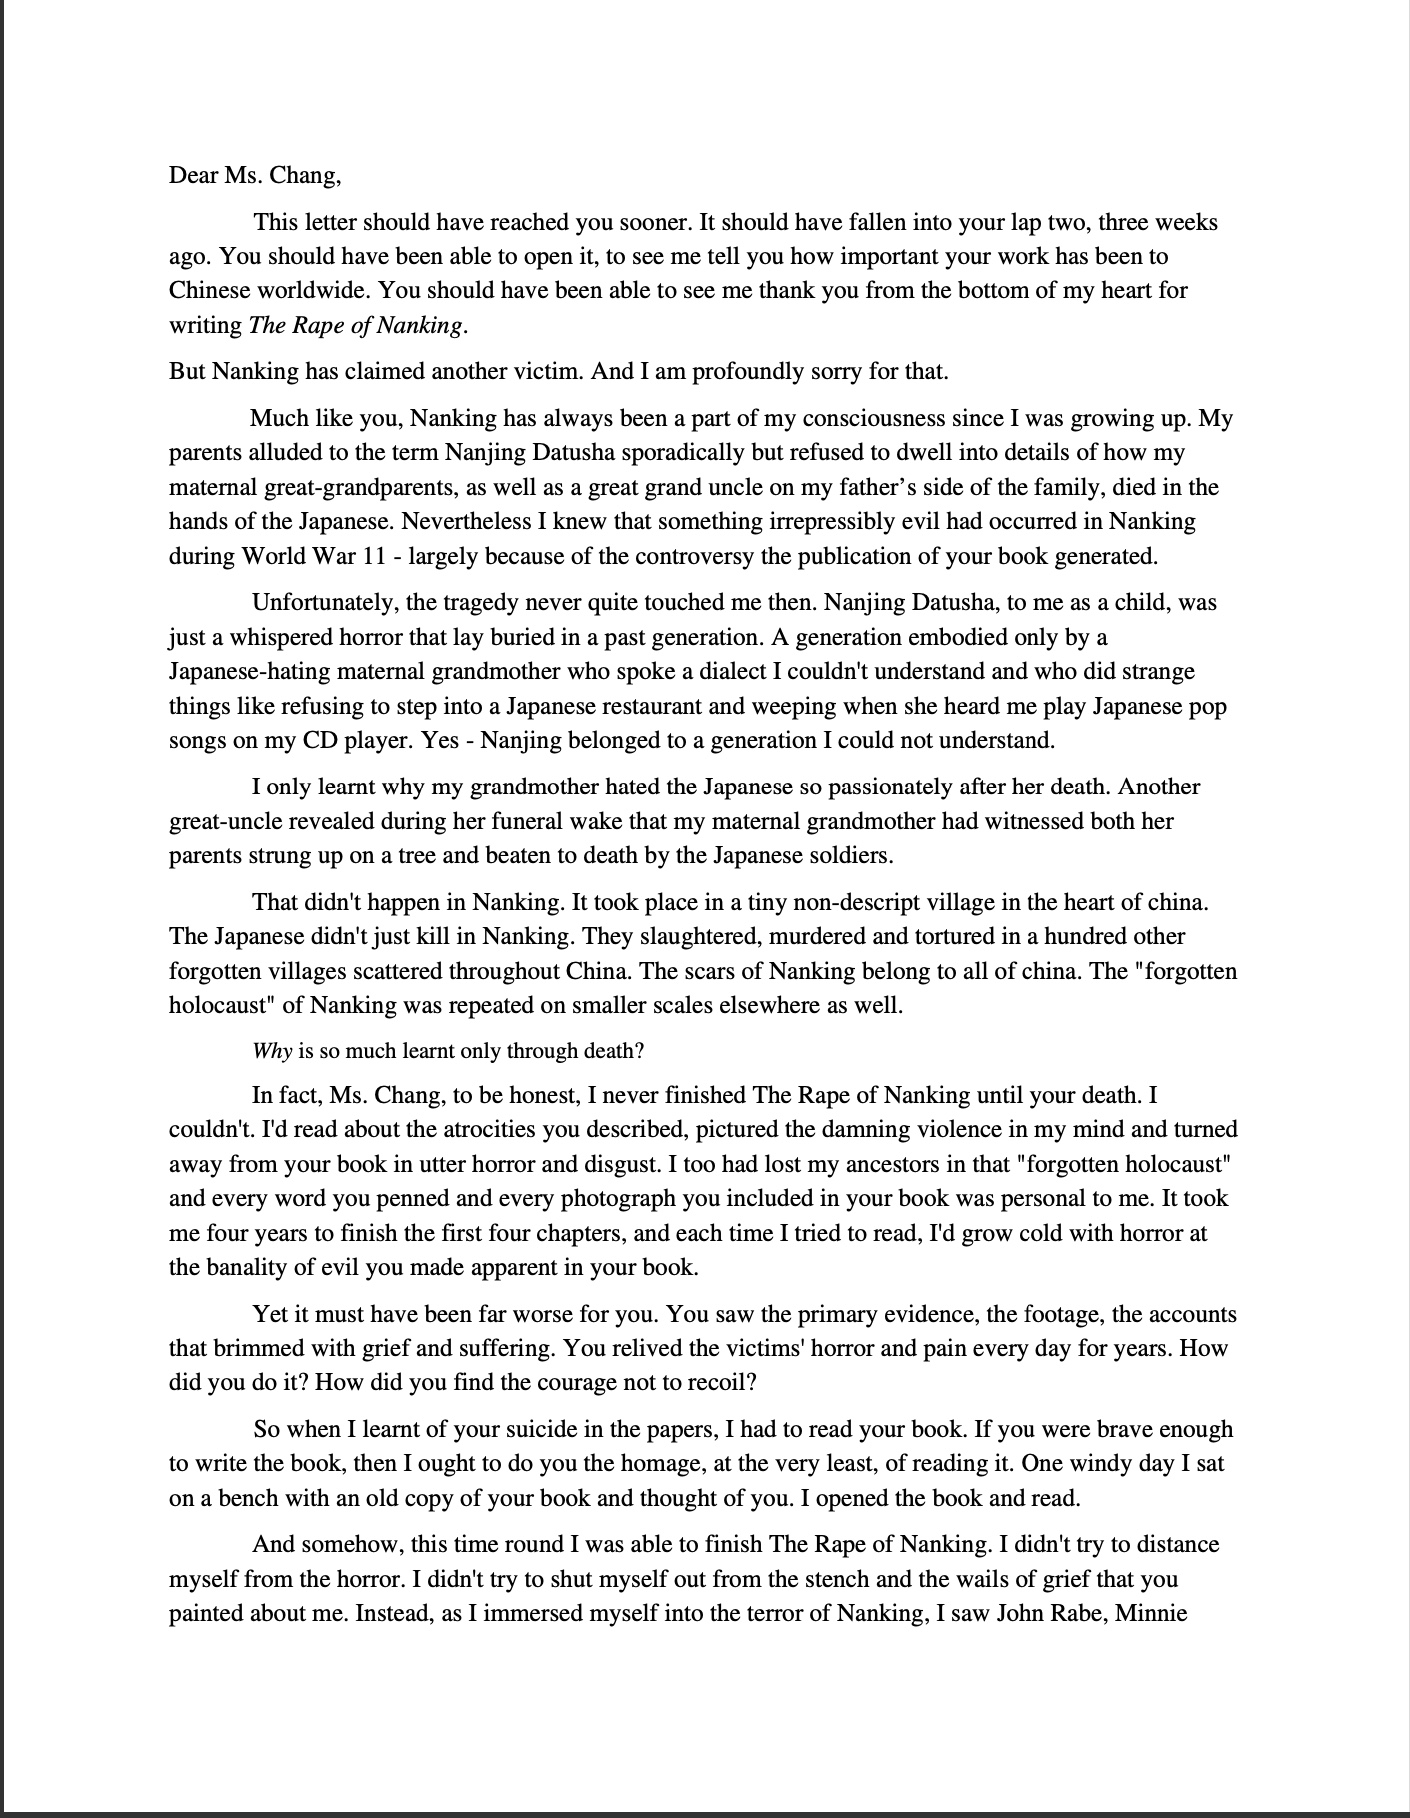 Dear Ms. Chang,
This letter should have reached you sooner. It should have fallen into your lap two, three weeks
ago. You should have been able to open it, to see me tell you how important your work has been to
Chinese worldwide. You should have been able to see me thank you from the bottom of my heart for
writing The Rape of Nanking.
But Nanking has claimed another victim. And I am profoundly sorry for that.
Much like you, Nanking has always been a part of my consciousness since I was growing up. My
parents alluded to the term Nanjing Datusha sporadically but refused to dwell into details of how my
maternal great-grandparents, as well as a great grand uncle on my father’s side of the family, died in the
hands of the Japanese. Nevertheless I knew that something irrepressibly evil had occurred in Nanking
during World War 11 - largely because of the controversy the publication of your book generated.
Unfortunately, the tragedy never quite touched me then. Nanjing Datusha, to me as a child, was
just a whispered horror that lay buried in a past generation. A generation embodied only by a
Japanese-hating maternal grandmother who spoke a dialect I couldn't understand and who did strange
things like refusing to step into a Japanese restaurant and weeping when she heard me play Japanese pop
songs on my CD player. Yes - Nanjing belonged to a generation I could not understand.
I only learnt why my grandmother hated the Japanese so passionately after her death. Another
great-uncle revealed during her funeral wake that my maternal grandmother had witnessed both her
parents strung up on a tree and beaten to death by the Japanese soldiers.
That didn't happen in Nanking. It took place in a tiny non-descript village in the heart of china.
The Japanese didn't just kill in Nanking. They slaughtered, murdered and tortured in a hundred other
forgotten villages scattered throughout China. The scars of Nanking belong to all of china. The "forgotten
holocaust" of Nanking was repeated on smaller scales elsewhere as well.
Why is so much learnt only through death?
In fact, Ms. Chang, to be honest, I never finished The Rape of Nanking until your death. I
couldn't. I'd read about the atrocities you described, pictured the damning violence in my mind and turned
away from your book in utter horror and disgust. I too had lost my ancestors in that "forgotten holocaust"
and every word you penned and every photograph you included in your book was personal to me. It took
me four years to finish the first four chapters, and each time I tried to read, I'd grow cold with horror at
the banality of evil you made apparent in your book.
Yet it must have been far worse for you. You saw the primary evidence, the footage, the accounts
that brimmed with grief and suffering. You relived the victims' horror and pain every day for years. How
did you do it? How did you find the courage not to recoil?
So when I learnt of your suicide in the papers, I had to read your book. If you were brave enough
to write the book, then I ought to do you the homage, at the very least, of reading it. One windy day I sat
on a bench with an old copy of your book and thought of you. I opened the book and read.
And somehow, this time round I was able to finish The Rape of Nanking. I didn't try to distance
myself from the horror. I didn't try to shut myself out from the stench and the wails of grief that you
painted about me. Instead, as I immersed myself into the terror of Nanking, I saw John Rabe, Minnie